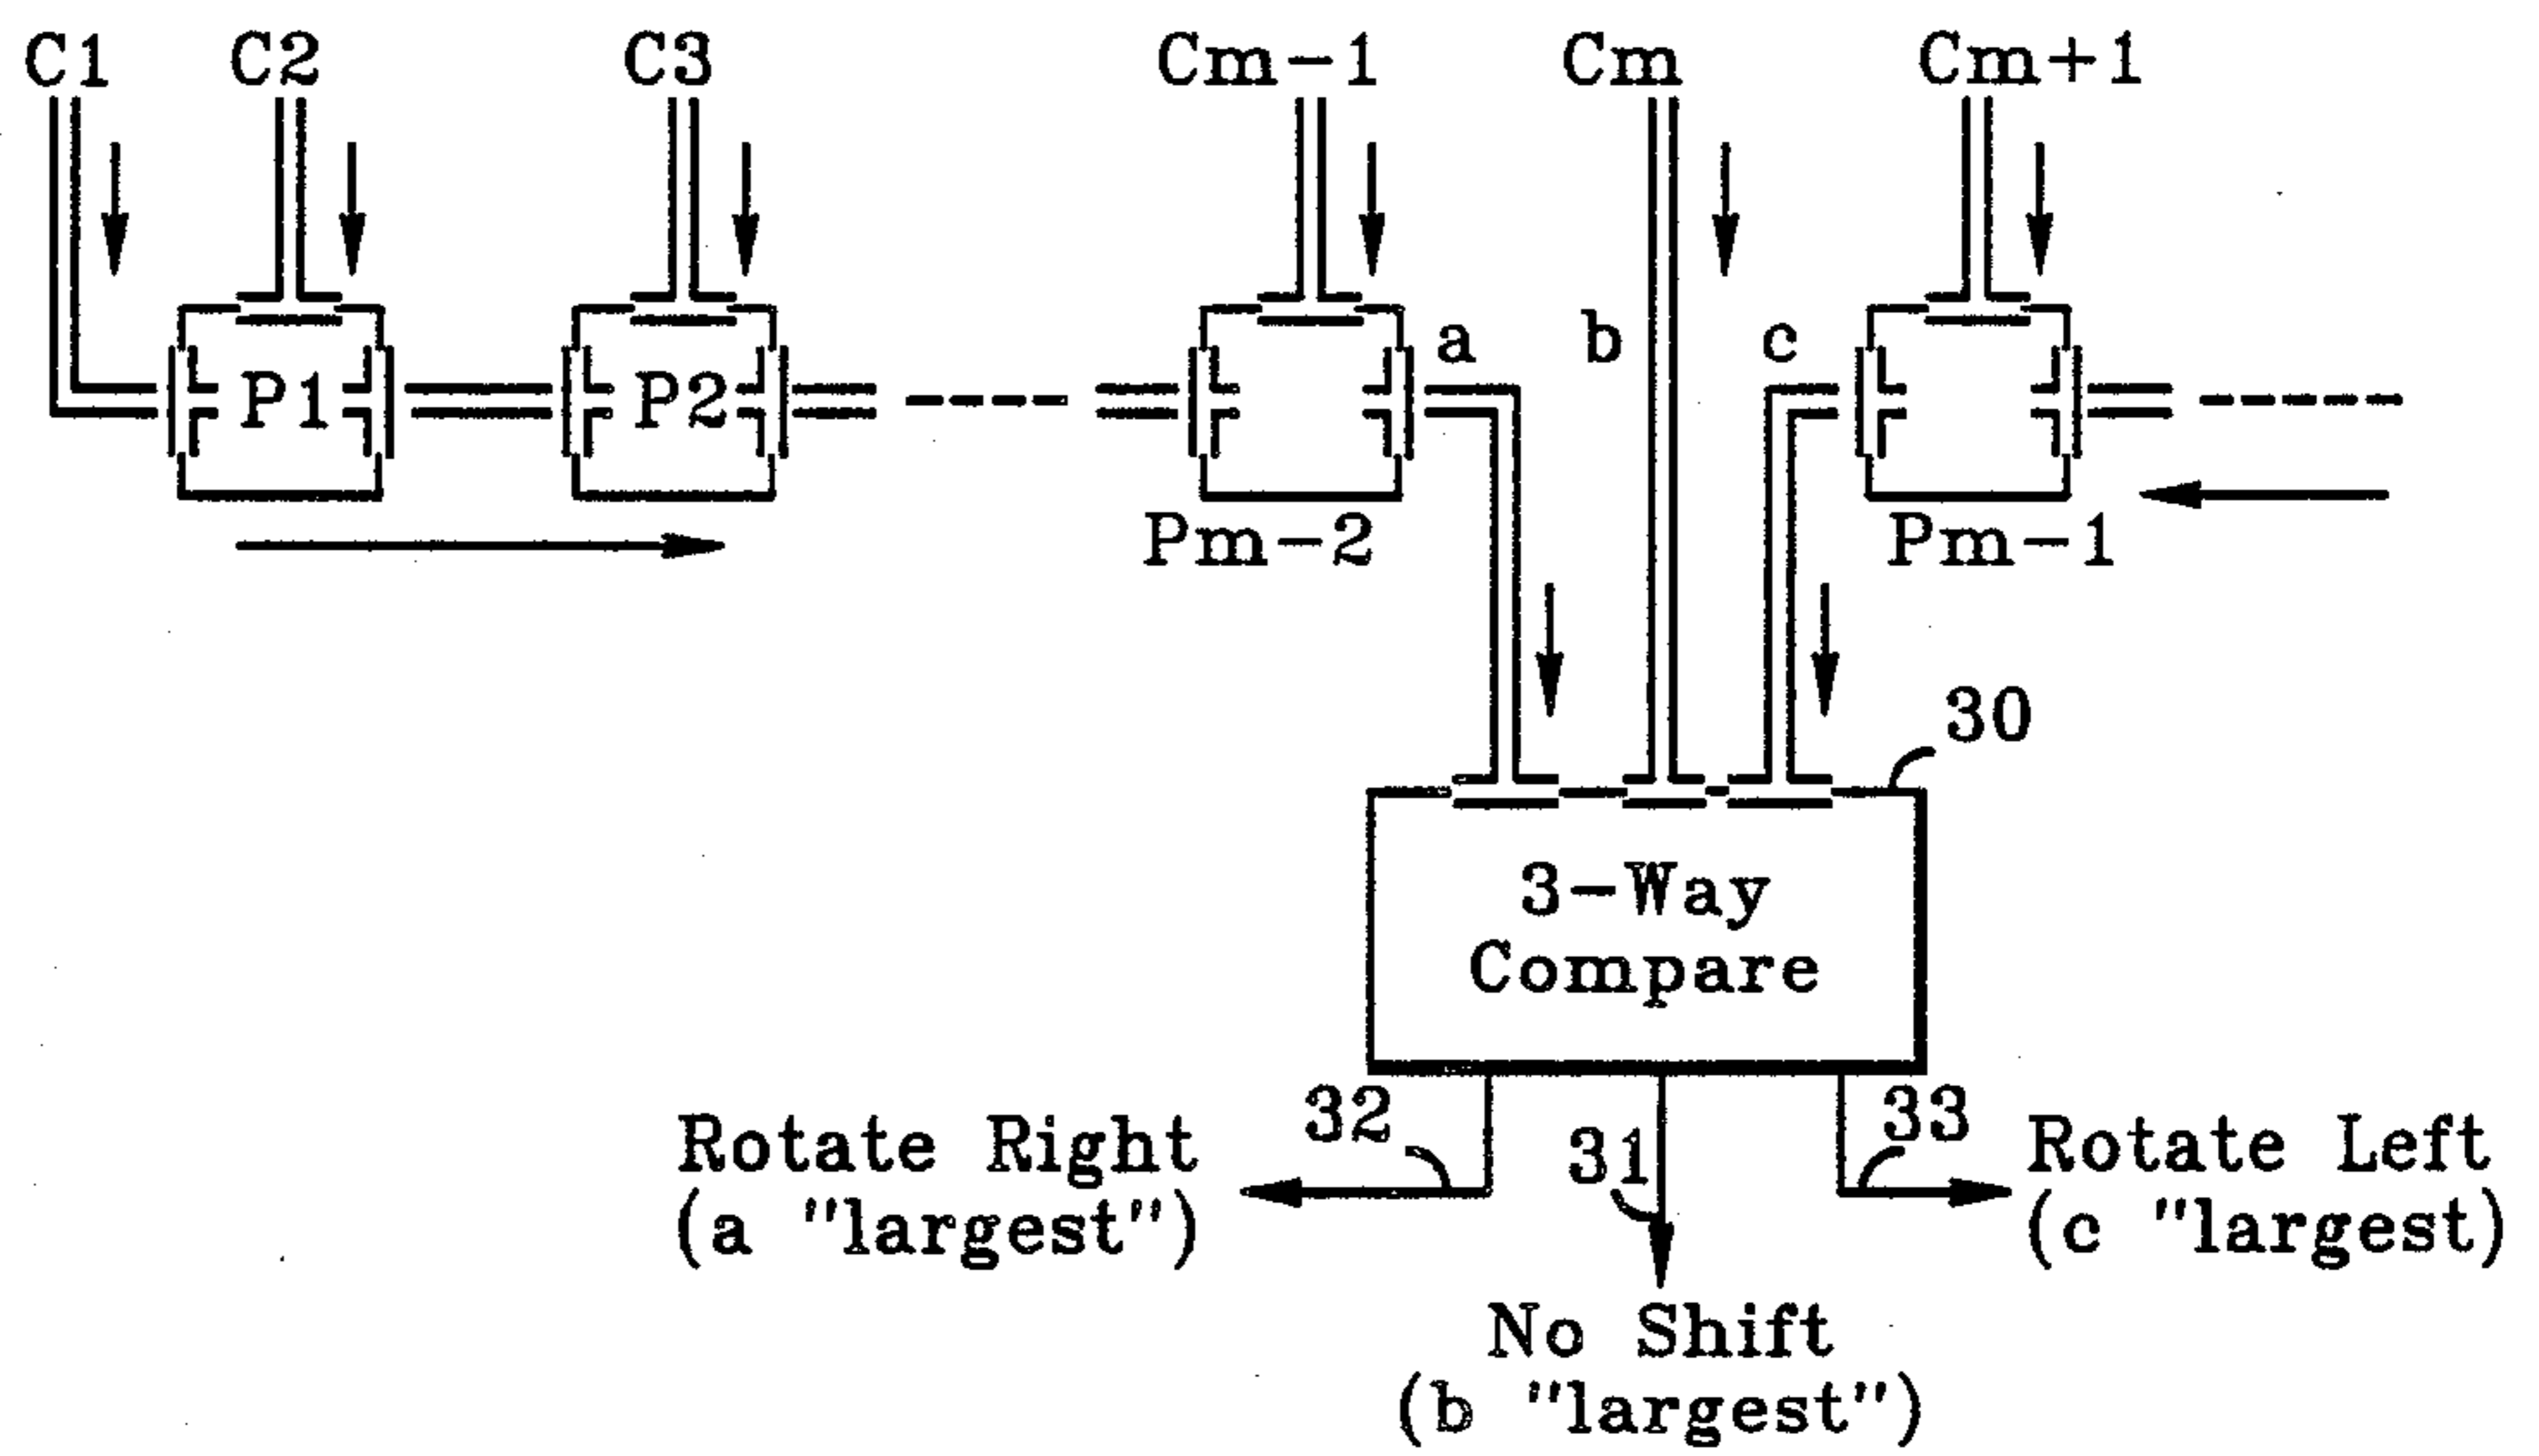 C1 C2 C3 Cm-1 Cm Cm+1
a b c
P1 P2
Pm-2 Pm-1
30
3-Way
Compare
32 31 33
Rotate Right
(a "largest")
Rotate Left
(c "largest)
No Shift
(b "largest")